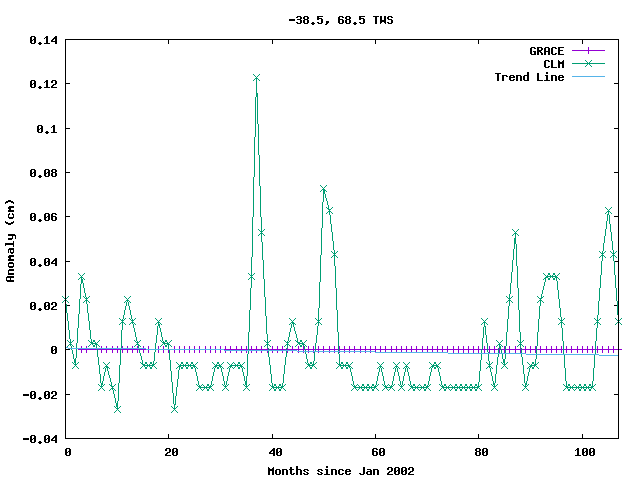 -38.5, 68.5 TWS
GRACE
CLM
Trend Line
Anomaly (cm)
0.14
0.12
0.1
0.08
0.06
0.04
0.02
0
-0.02
-0.04
0 20 40 60 80 100
Months since Jan 2002